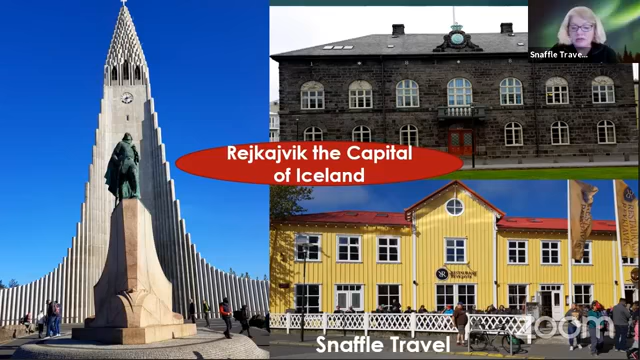 Snaffle Trave...
Rejkajvik the Capital
of Iceland
Snaffle Travel
zoom